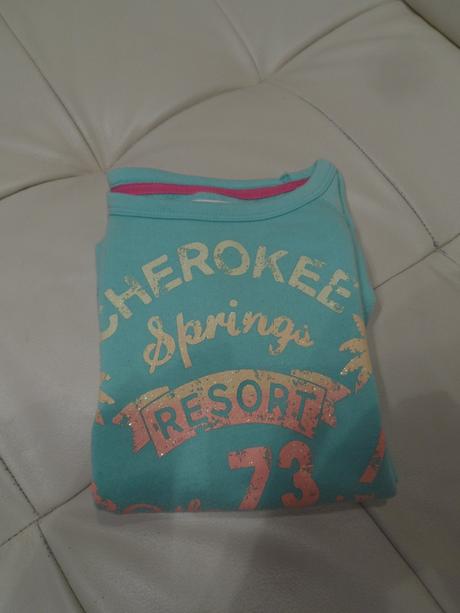 CHEROKEE
Springs
RESORT
73